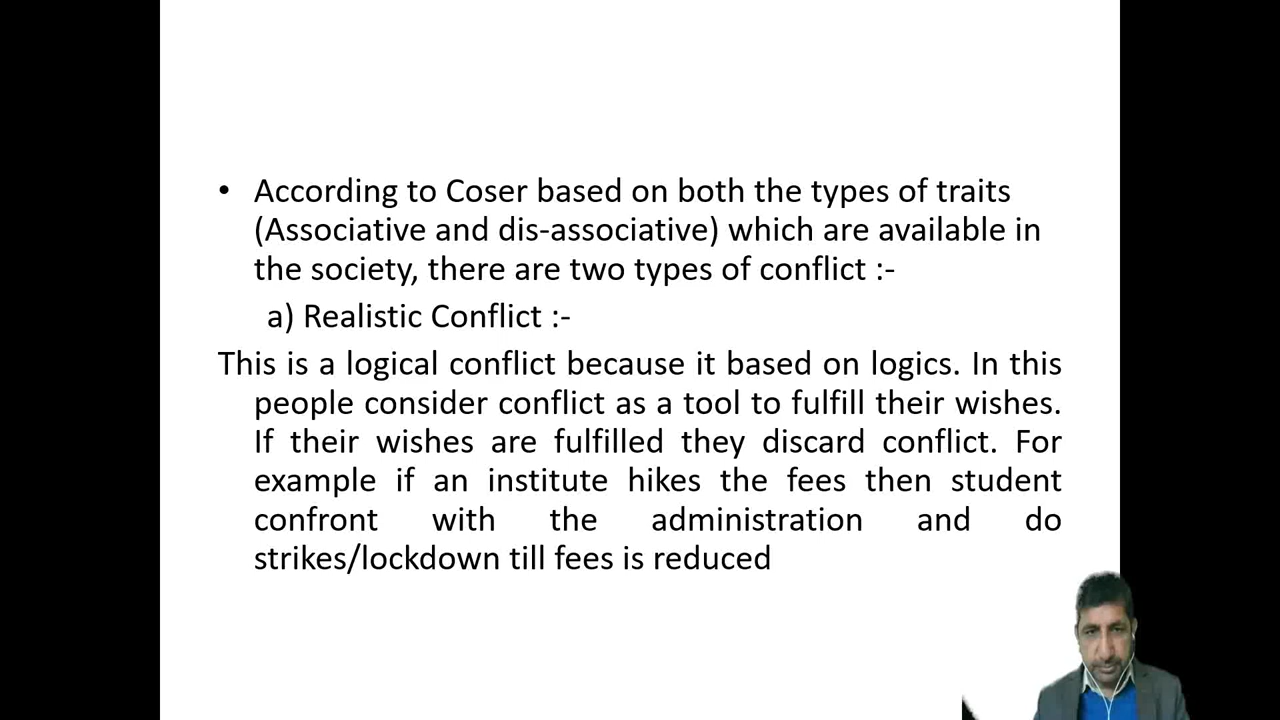 • According to Coser based on both the types of traits
(Associative and dis-associative) which are available in
the society, there are two types of conflict :-
a) Realistic Conflict :-
This is a logical conflict because it based on logics. In this
people consider conflict as a tool to fulfill their wishes.
If their wishes are fulfilled they discard conflict. For
example if an institute hikes the fees then student
confront with the administration and do
strikes/lockdown till fees is reduced